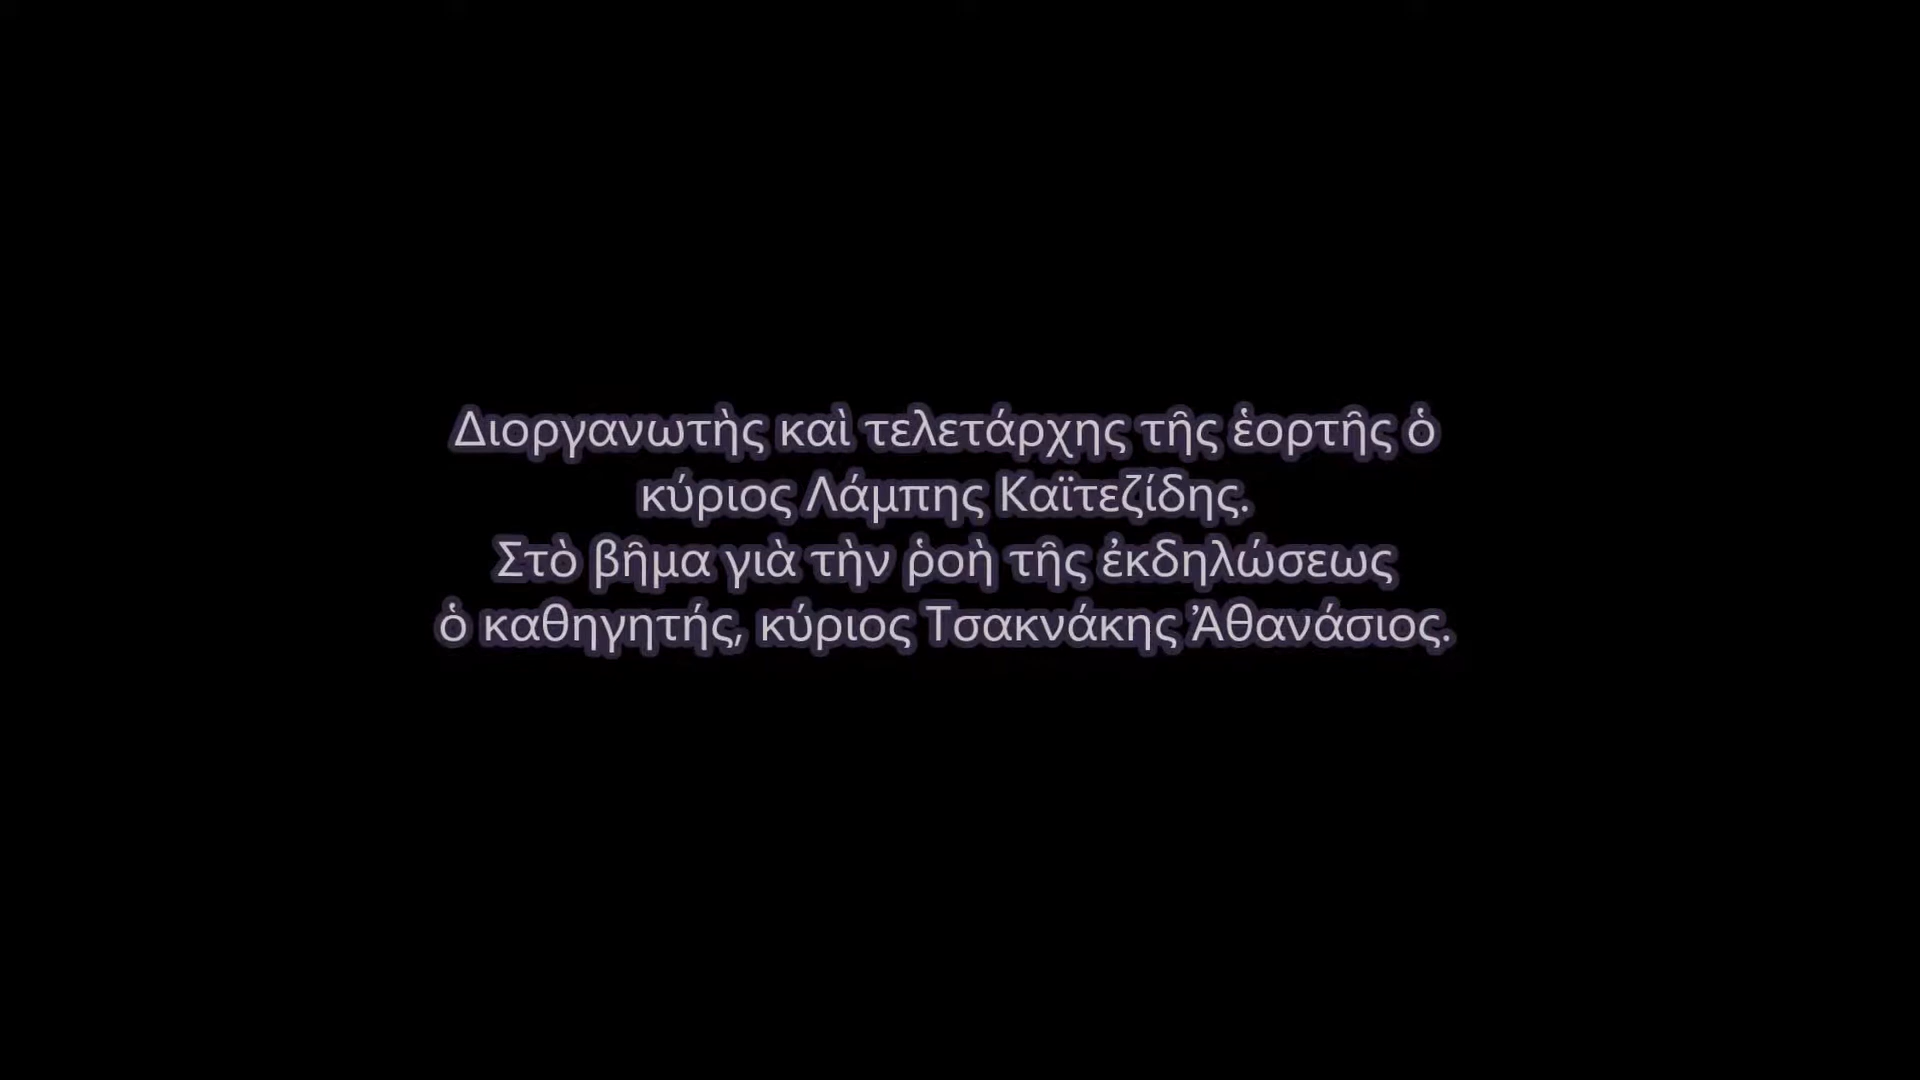 Διοργανωτὴς καὶ τελετάρχης τῆς ἑορτῆς ὁ
κύριος Λάμπης Καϊτεζίδης.
Στὸ βῆμα γιὰ τὴν ῥοὴ τῆς ἐκδηλώσεως
ὁ καθηγητής, κύριος Τσακνάκης Ἀθανάσιος.